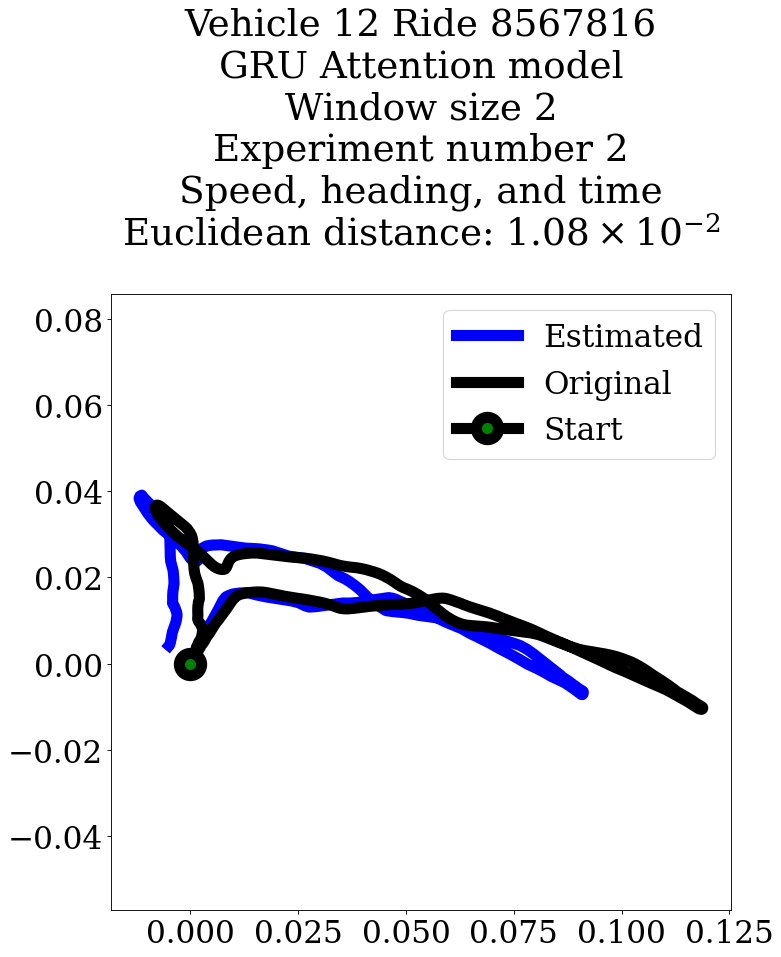 Vehicle 12 Ride 8567816
GRU Attention model
Window size 2
Experiment number 2
Speed, heading, and time
Euclidean distance: 1.08 × 10⁻²
Estimated
Original
Start
0.08
0.06
0.04
0.02
0.00
−0.02
−0.04
0.000 0.025 0.050 0.075 0.100 0.125